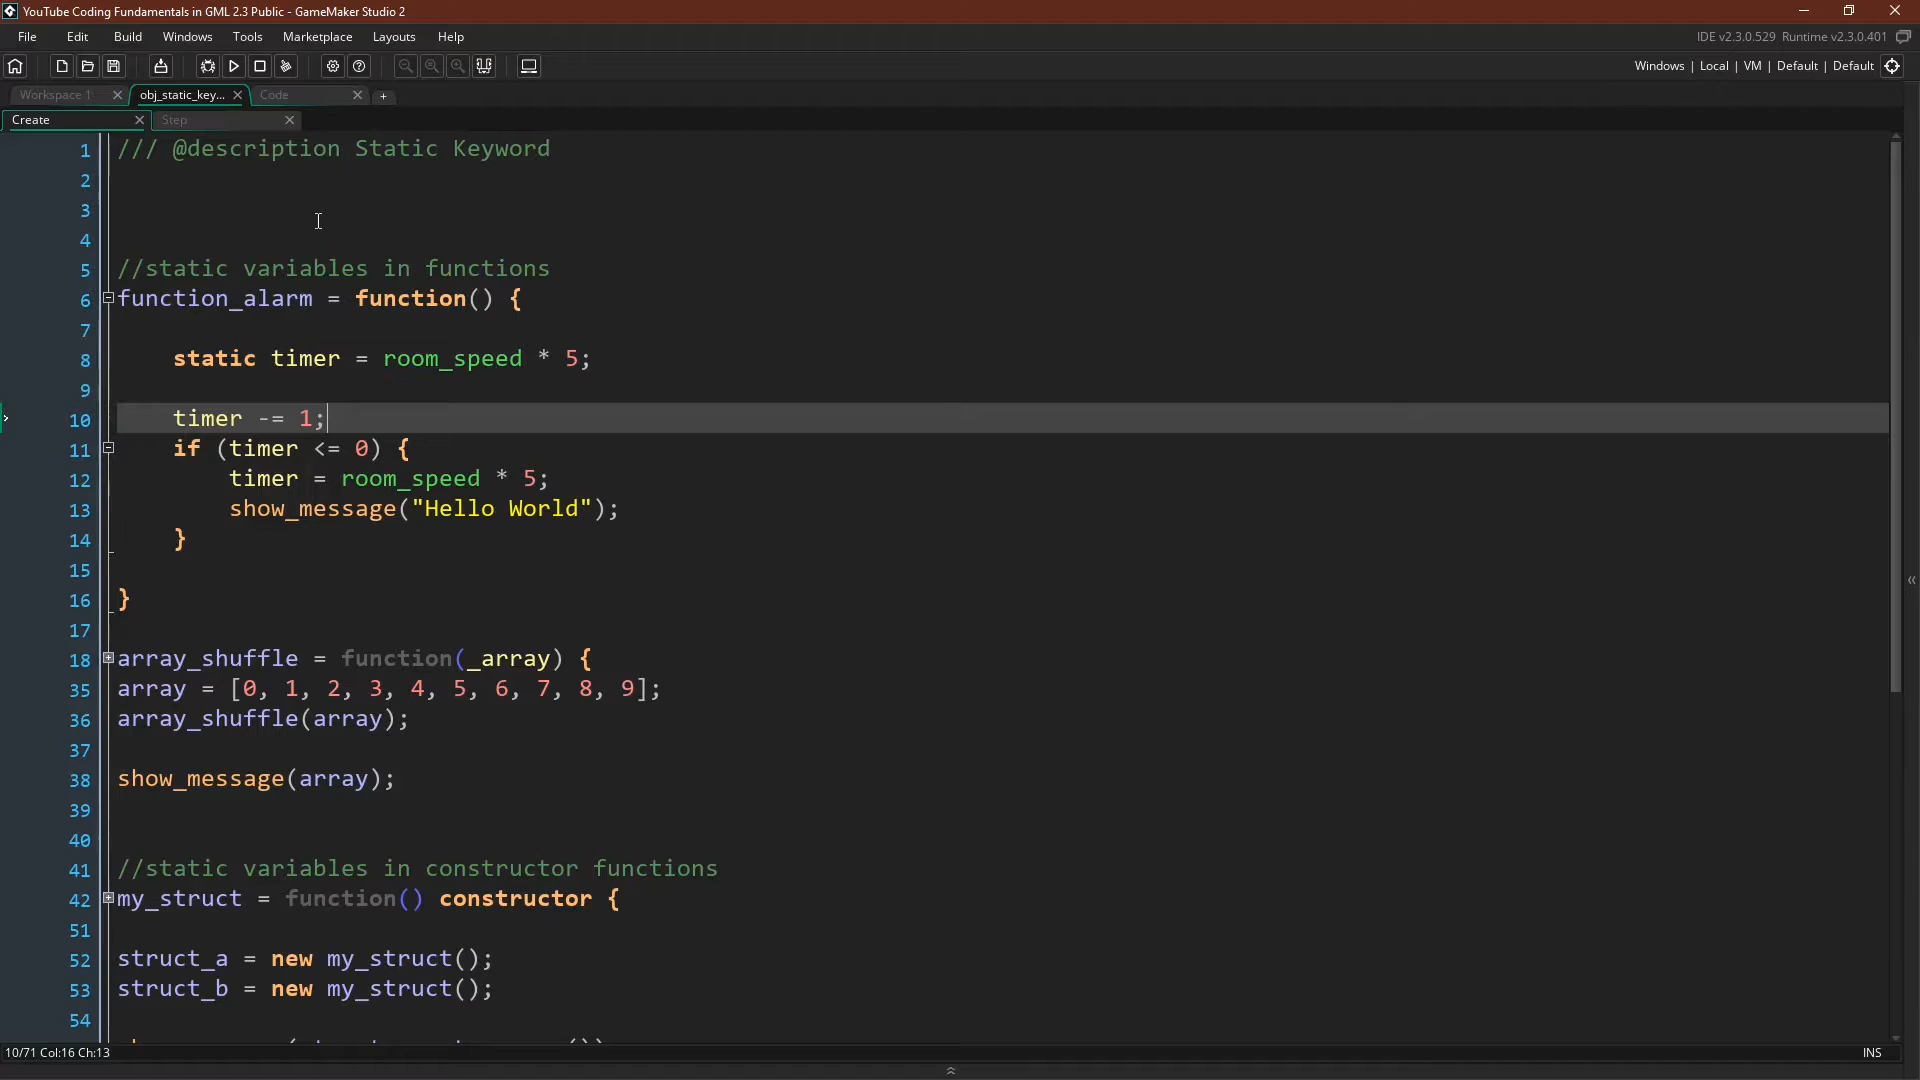 YouTube Coding Fundamentals in GML 2.3 Public - GameMaker Studio 2
File Edit Build Windows Tools Marketplace Layouts Help
IDE v2.3.0.529 Runtime v2.3.0.401
Windows | Local | VM | Default | Default
Workspace 1 obj_static_key... Code
Create Step
1 /// @description Static Keyword
2
3
4
5 //static variables in functions
6 function_alarm = function() {
7
8 static timer = room_speed * 5;
9
10 timer -= 1;
11 if (timer <= 0) {
12 timer = room_speed * 5;
13 show_message("Hello World");
14 }
15
16 }
17
18 array_shuffle = function(_array) {
35 array = [0, 1, 2, 3, 4, 5, 6, 7, 8, 9];
36 array_shuffle(array);
37
38 show_message(array);
39
40
41 //static variables in constructor functions
42 my_struct = function() constructor {
51
52 struct_a = new my_struct();
53 struct_b = new my_struct();
54
10/71 Col:16 Ch:13
INS